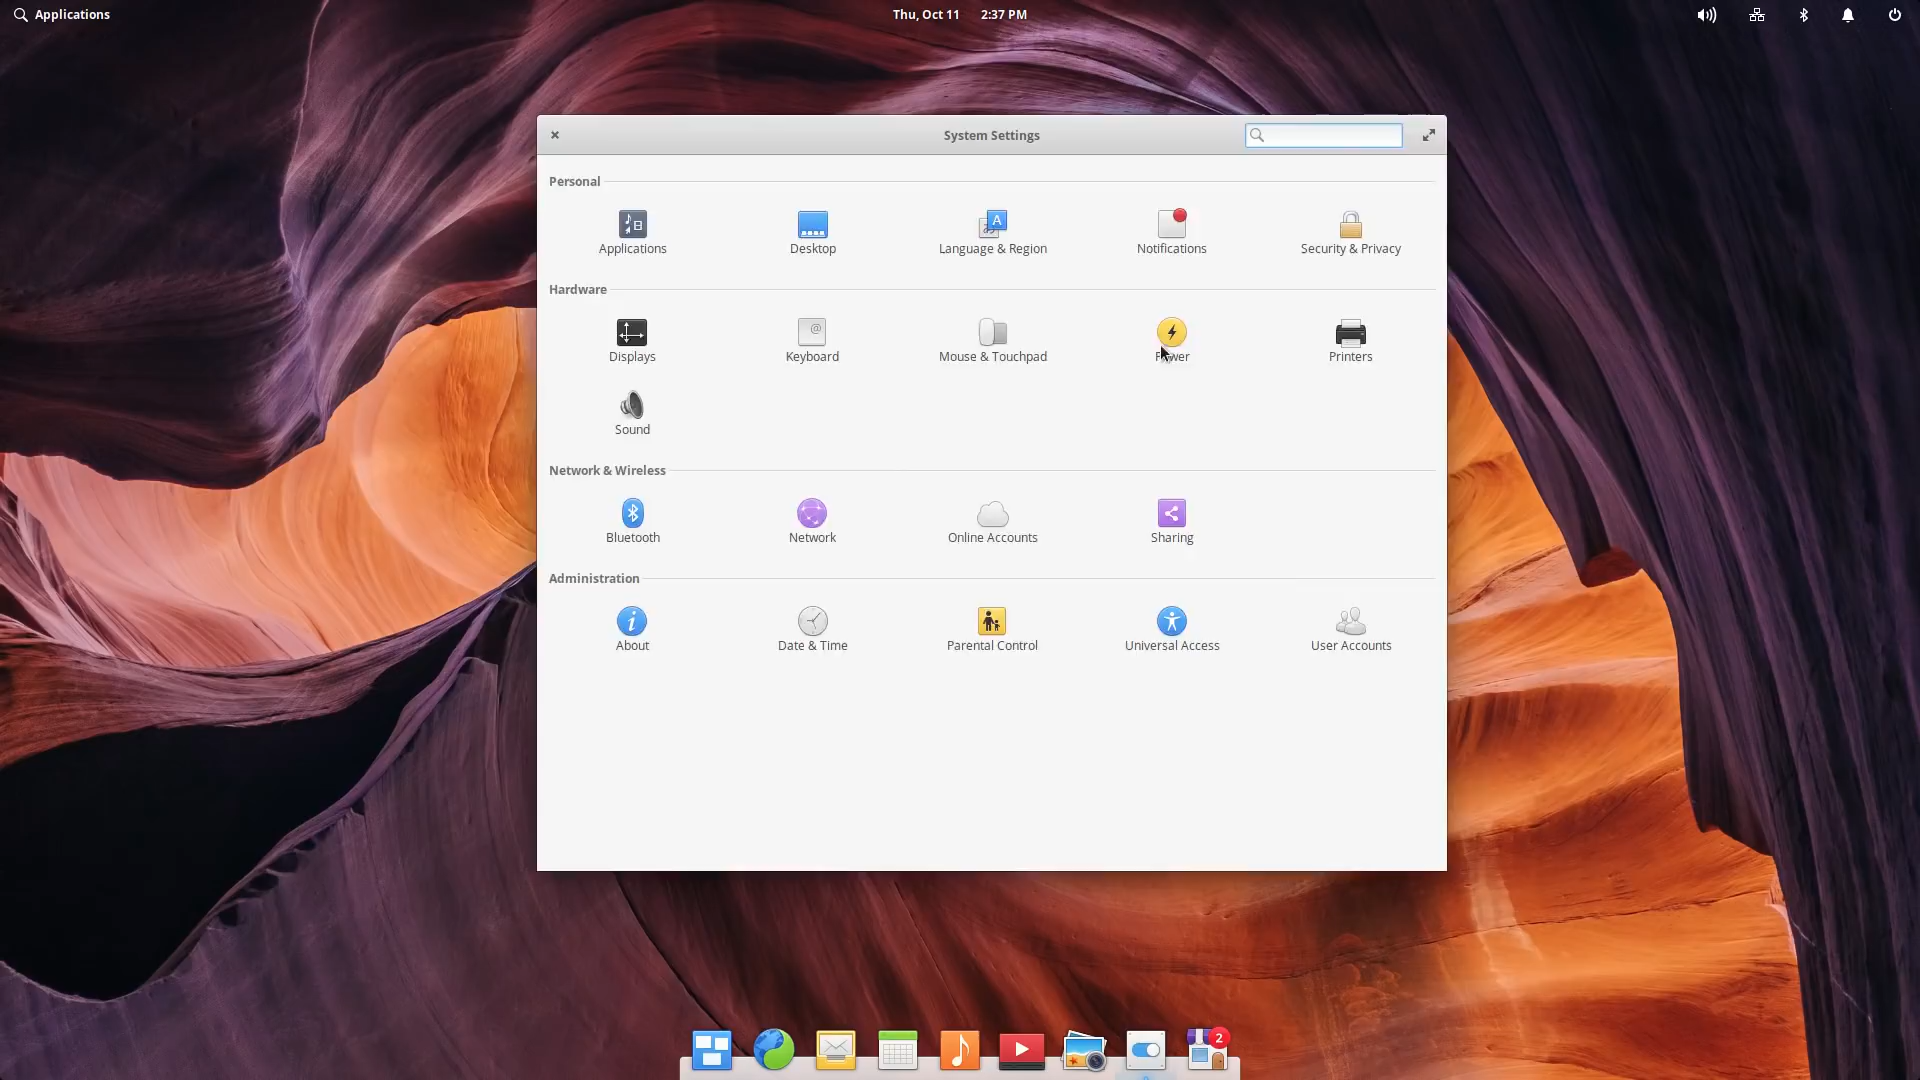 Applications
Thu, Oct 11 2:37 PM
System Settings
Personal
Applications
Desktop
Language & Region
Notifications
Security & Privacy
Hardware
Displays
Keyboard
Mouse & Touchpad
Power
Printers
Sound
Network & Wireless
Bluetooth
Network
Online Accounts
Sharing
Administration
About
Date & Time
Parental Control
Universal Access
User Accounts
2